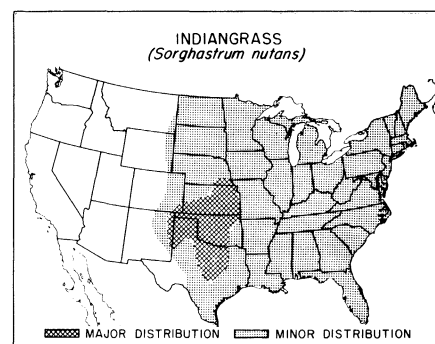 INDIANGRASS
(Sorghastrum nutans)
MAJOR DISTRIBUTION MINOR DISTRIBUTION